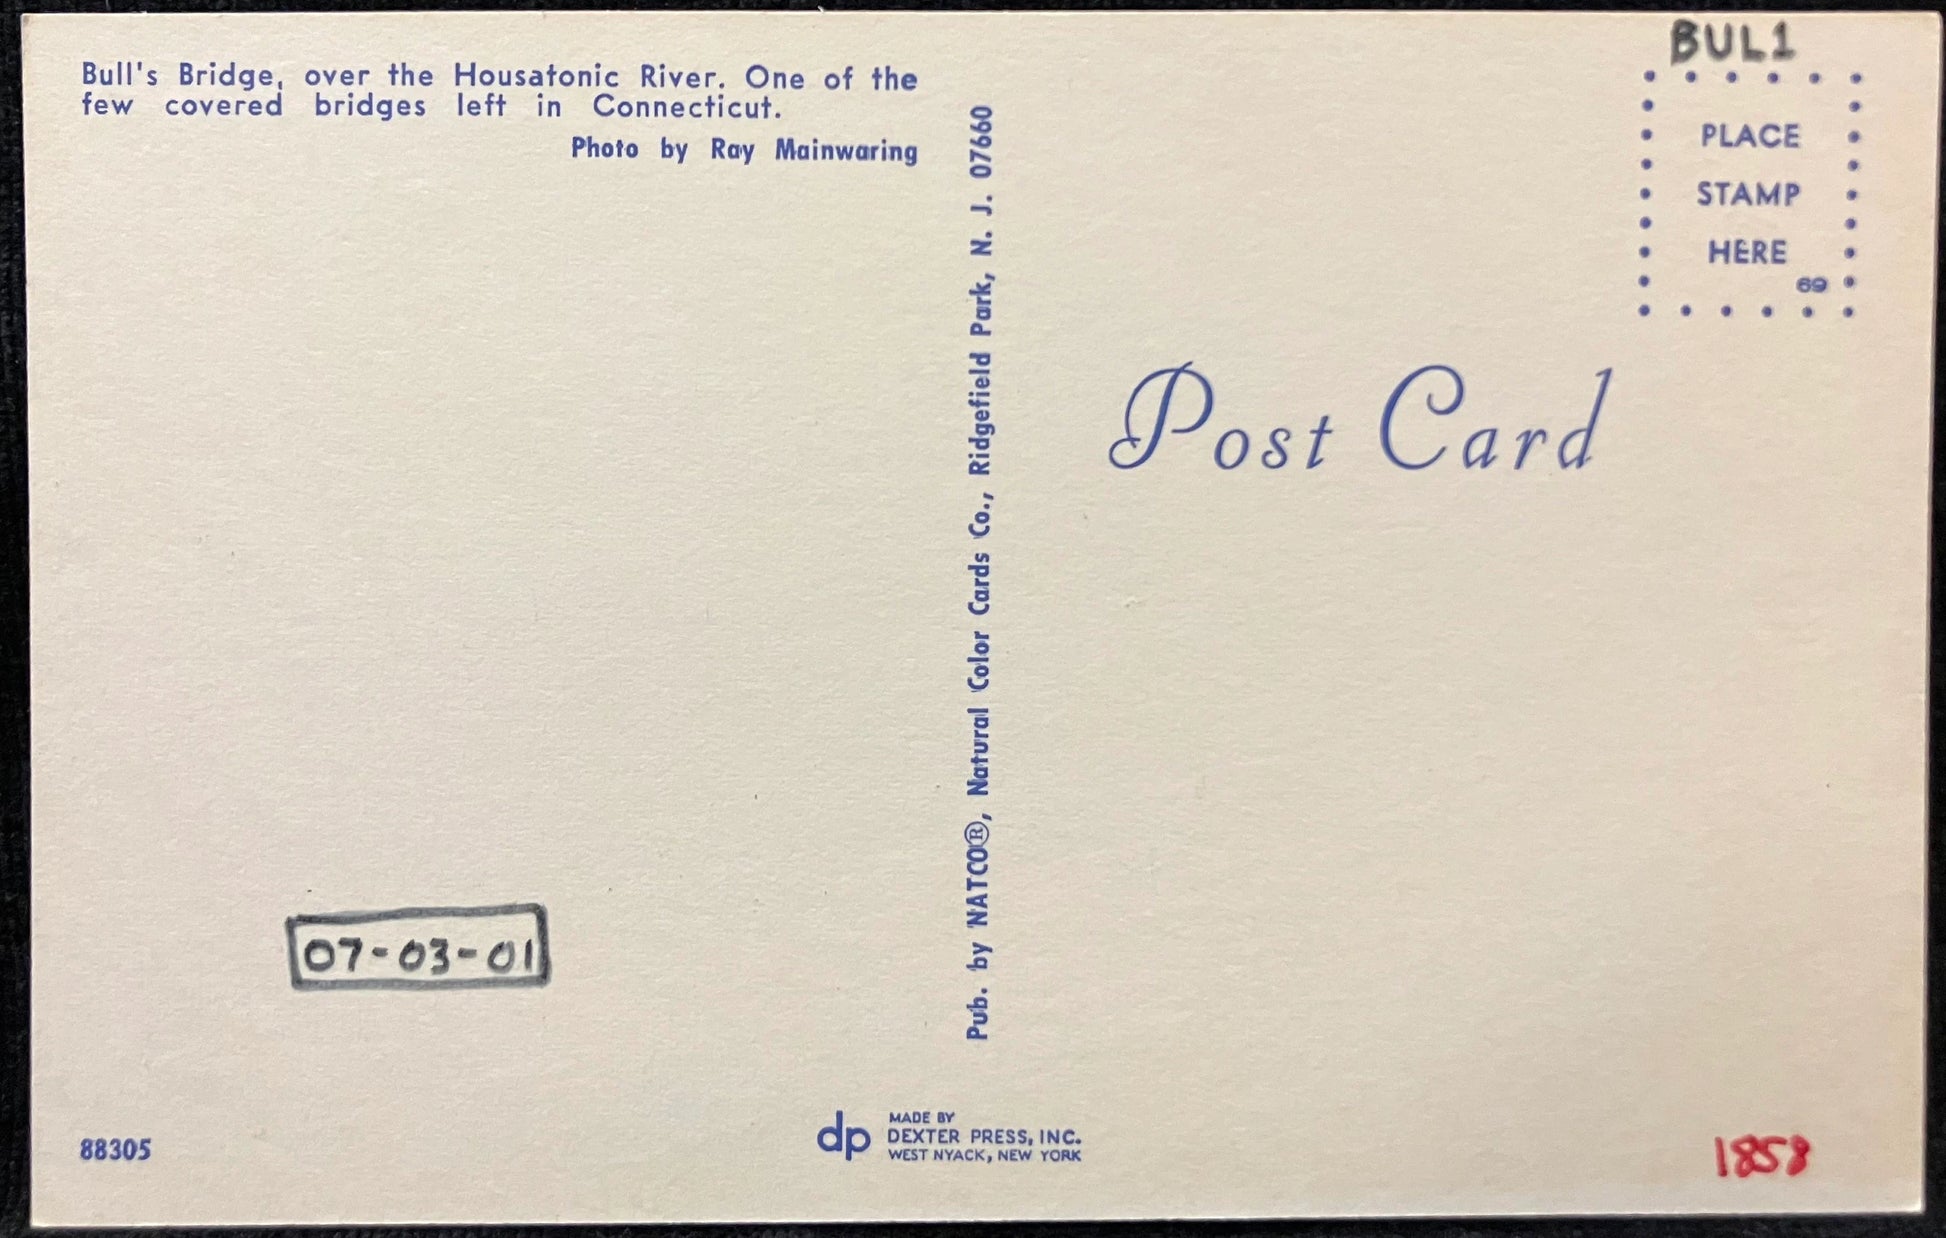 Bull's Bridge, over the Housatonic River. One of the
few covered bridges left in Connecticut.
Photo by Ray Mainwaring
07-03-01
88305
Pub. by NATCO®, Natural Color Cards Co., Ridgefield Park, N. J. 07660
dp
MADE BY
DEXTER PRESS, INC.
WEST NYACK, NEW YORK
BUL1
PLACE
STAMP
HERE
69
Post Card
1858